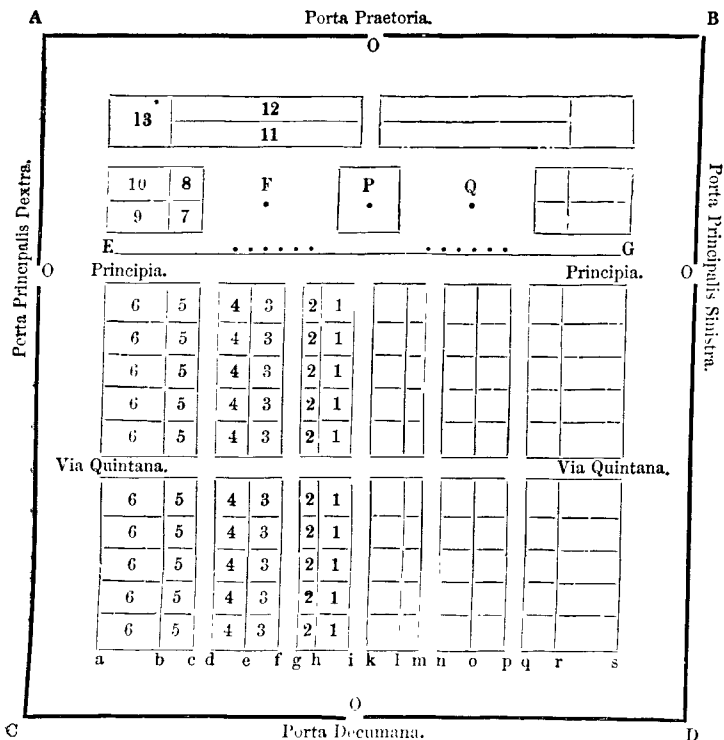 A Porta Praetoria. B
O
13 12
11
10 8 F P Q
9 7
E G
O Principia. Principia. O
Porta Principalis Dextra.
Porta Principalis Sinistra.
6 5 4 3 2 1
6 5 4 3 2 1
6 5 4 3 2 1
6 5 4 3 2 1
6 5 4 3 2 1
Via Quintana. Via Quintana.
6 5 4 3 2 1
6 5 4 3 2 1
6 5 4 3 2 1
6 5 4 3 2 1
6 5 4 3 2 1
a b c d e f g h i k l m n o p q r s
O
C Porta Decumana. D